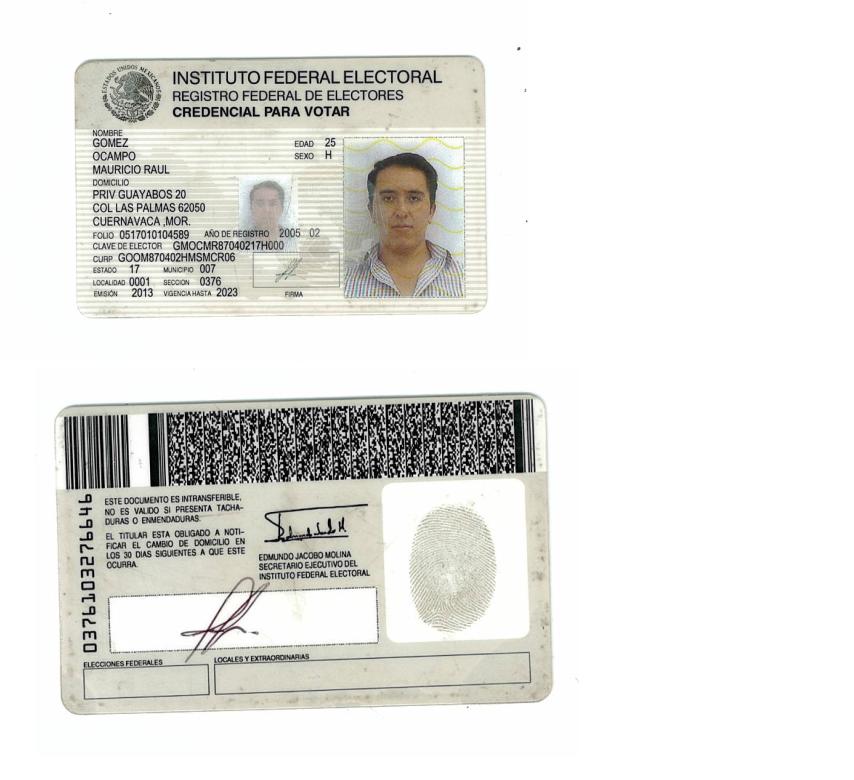 ESTADOS UNIDOS MEXICANOS
INSTITUTO FEDERAL ELECTORAL
REGISTRO FEDERAL DE ELECTORES
CREDENCIAL PARA VOTAR
NOMBRE
GOMEZ
OCAMPO
MAURICIO RAUL
EDAD 25
SEXO H
DOMICILIO
PRIV GUAYABOS 20
COL LAS PALMAS 62050
CUERNAVACA ,MOR.
FOLIO 0517010104589 AÑO DE REGISTRO 2005 02
CLAVE DE ELECTOR GMOCMR87040217H000
CURP GOOM870402HMSMCR06
ESTADO 17 MUNICIPIO 007
LOCALIDAD 0001 SECCION 0376
EMISIÓN 2013 VIGENCIA HASTA 2023
FIRMA
0376103276646
ESTE DOCUMENTO ES INTRANSFERIBLE,
NO ES VALIDO SI PRESENTA TACHA-
DURAS O ENMENDADURAS.
EL TITULAR ESTA OBLIGADO A NOTI-
FICAR EL CAMBIO DE DOMICILIO EN
LOS 30 DIAS SIGUIENTES A QUE ESTE
OCURRA.
EDMUNDO JACOBO MOLINA
SECRETARIO EJECUTIVO DEL
INSTITUTO FEDERAL ELECTORAL
ELECCIONES FEDERALES
LOCALES Y EXTRAORDINARIAS